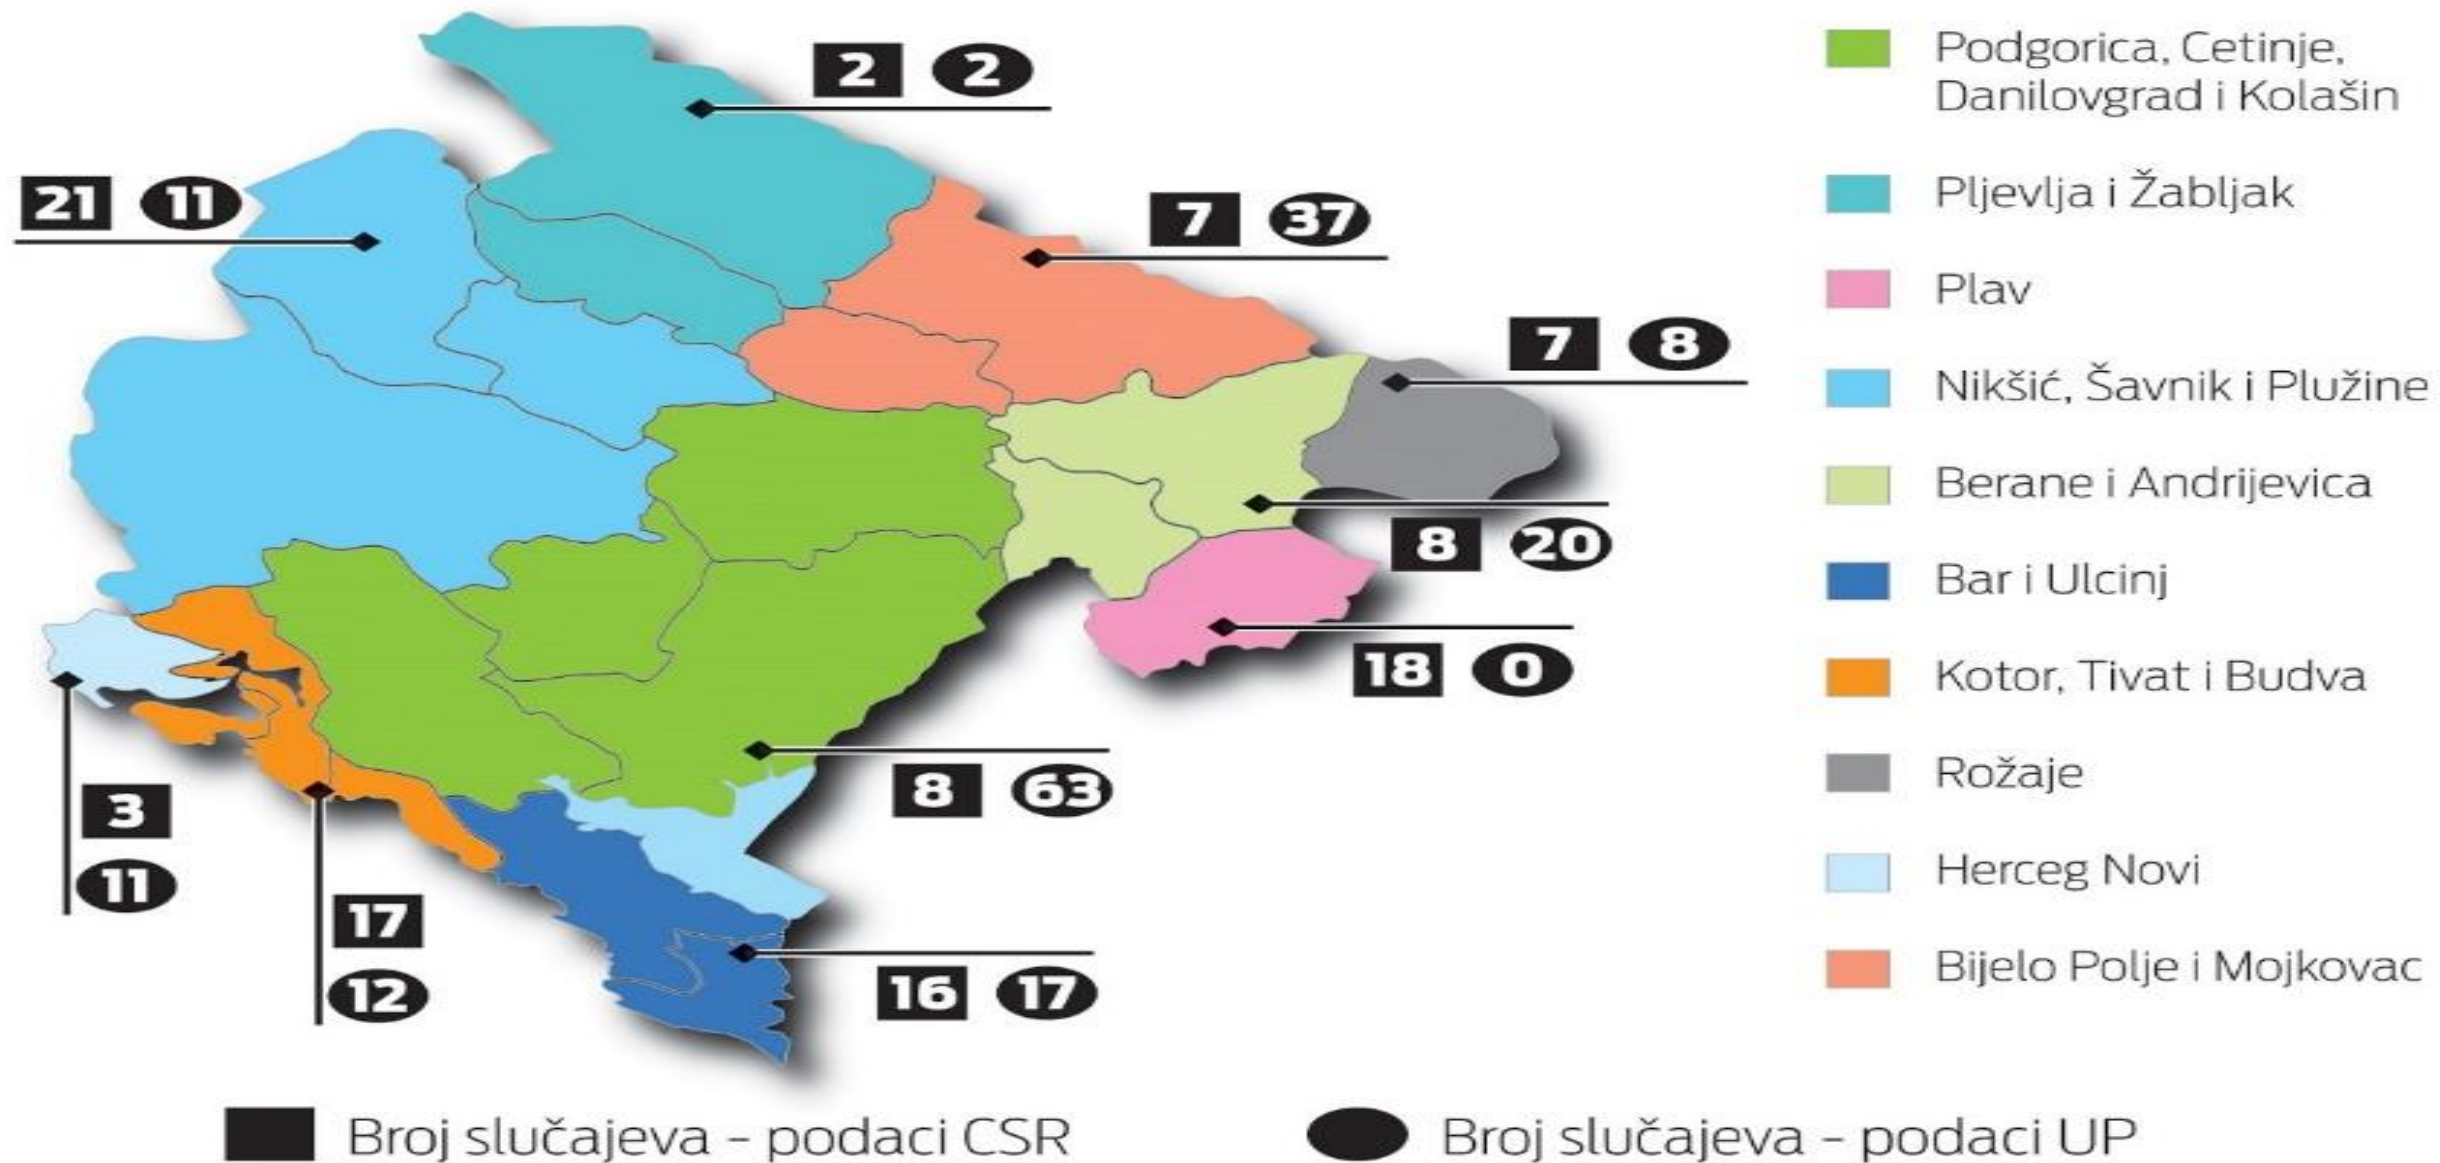 2 2
21 11
7 37
7 8
8 20
18 0
8 63
3
11
17
12
16 17
Podgorica, Cetinje,
Danilovgrad i Kolašin
Pljevlja i Žabljak
Plav
Nikšić, Šavnik i Plužine
Berane i Andrijevica
Bar i Ulcinj
Kotor, Tivat i Budva
Rožaje
Herceg Novi
Bijelo Polje i Mojkovac
Broj slučajeva - podaci CSR
Broj slučajeva - podaci UP